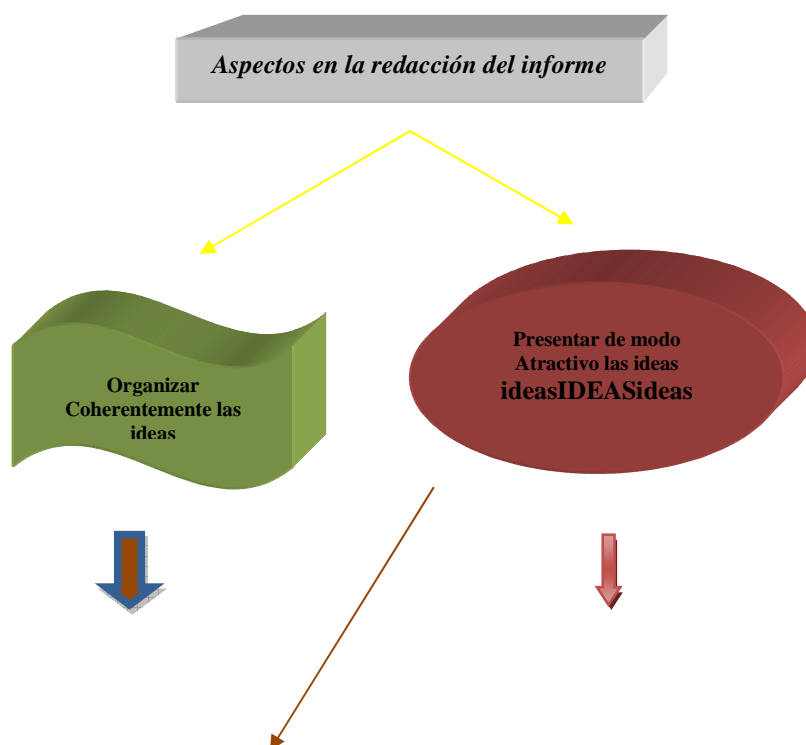 Aspectos en la redacción del informe
Organizar
Coherentemente las
ideas
Presentar de modo
Atractivo las ideas
ideasIDEASideas